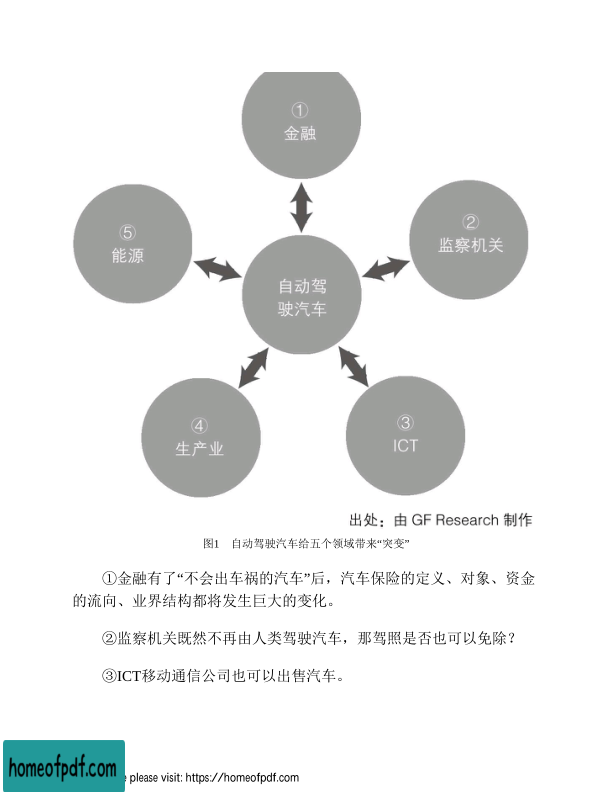 ①
金融
⑤
能源
②
监察机关
自动驾
驶汽车
④
生产业
③
ICT
出处：由 GF Research 制作
图1 自动驾驶汽车给五个领域带来“突变”
①金融有了“不会出车祸的汽车”后，汽车保险的定义、对象、资金
的流向、业界结构都将发生巨大的变化。
②监察机关既然不再由人类驾驶汽车，那驾照是否也可以免除？
③ICT移动通信公司也可以出售汽车。
homeofpdf.com
e please visit: https://homeofpdf.com